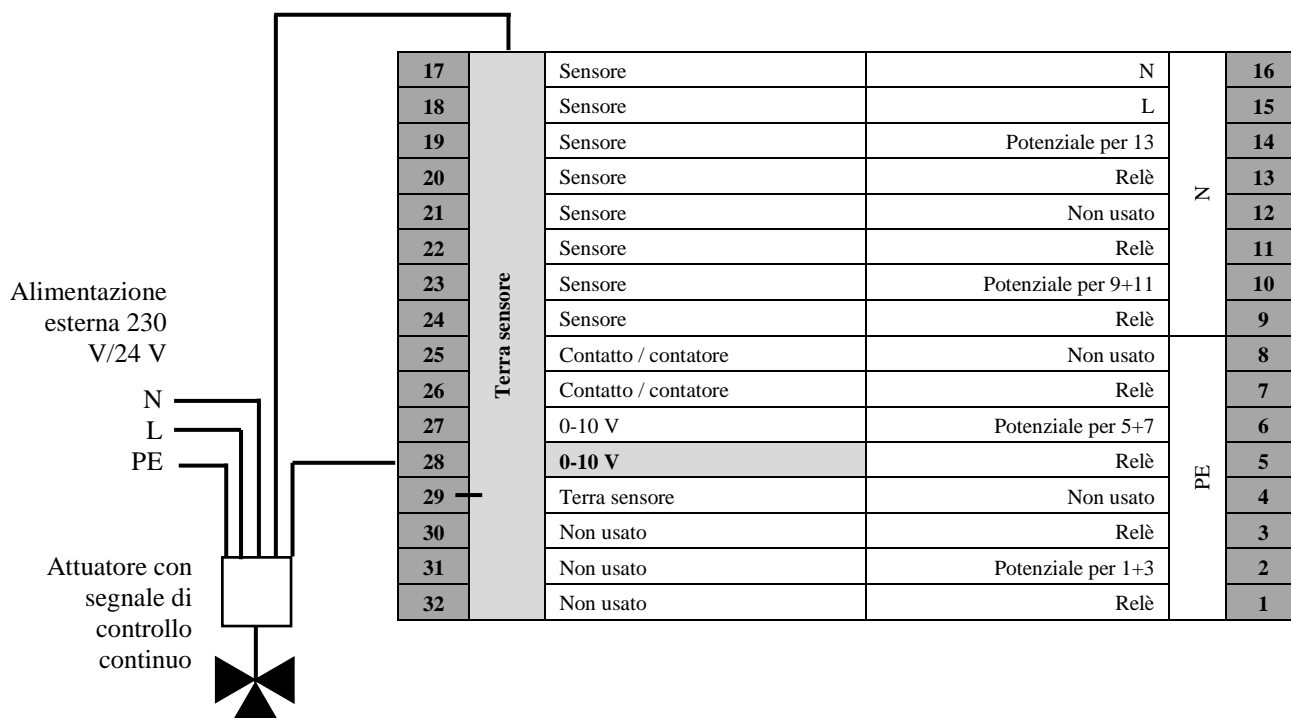 17 Sensore N 16
18 Sensore L 15
19 Sensore Potenziale per 13 14
20 Sensore Relè 13
21 Sensore Non usato 12
22 Sensore Relè 11
23 Sensore Potenziale per 9+11 10
24 Sensore Relè 9
25 Contatto / contatore Non usato 8
26 Contatto / contatore Relè 7
27 0-10 V Potenziale per 5+7 6
28 0-10 V Relè 5
29 Terra sensore Non usato 4
30 Non usato Relè 3
31 Non usato Potenziale per 1+3 2
32 Non usato Relè 1
Terra sensore
N
PE
Alimentazione
esterna 230
V/24 V
N
L
PE
Attuatore con
segnale di
controllo
continuo